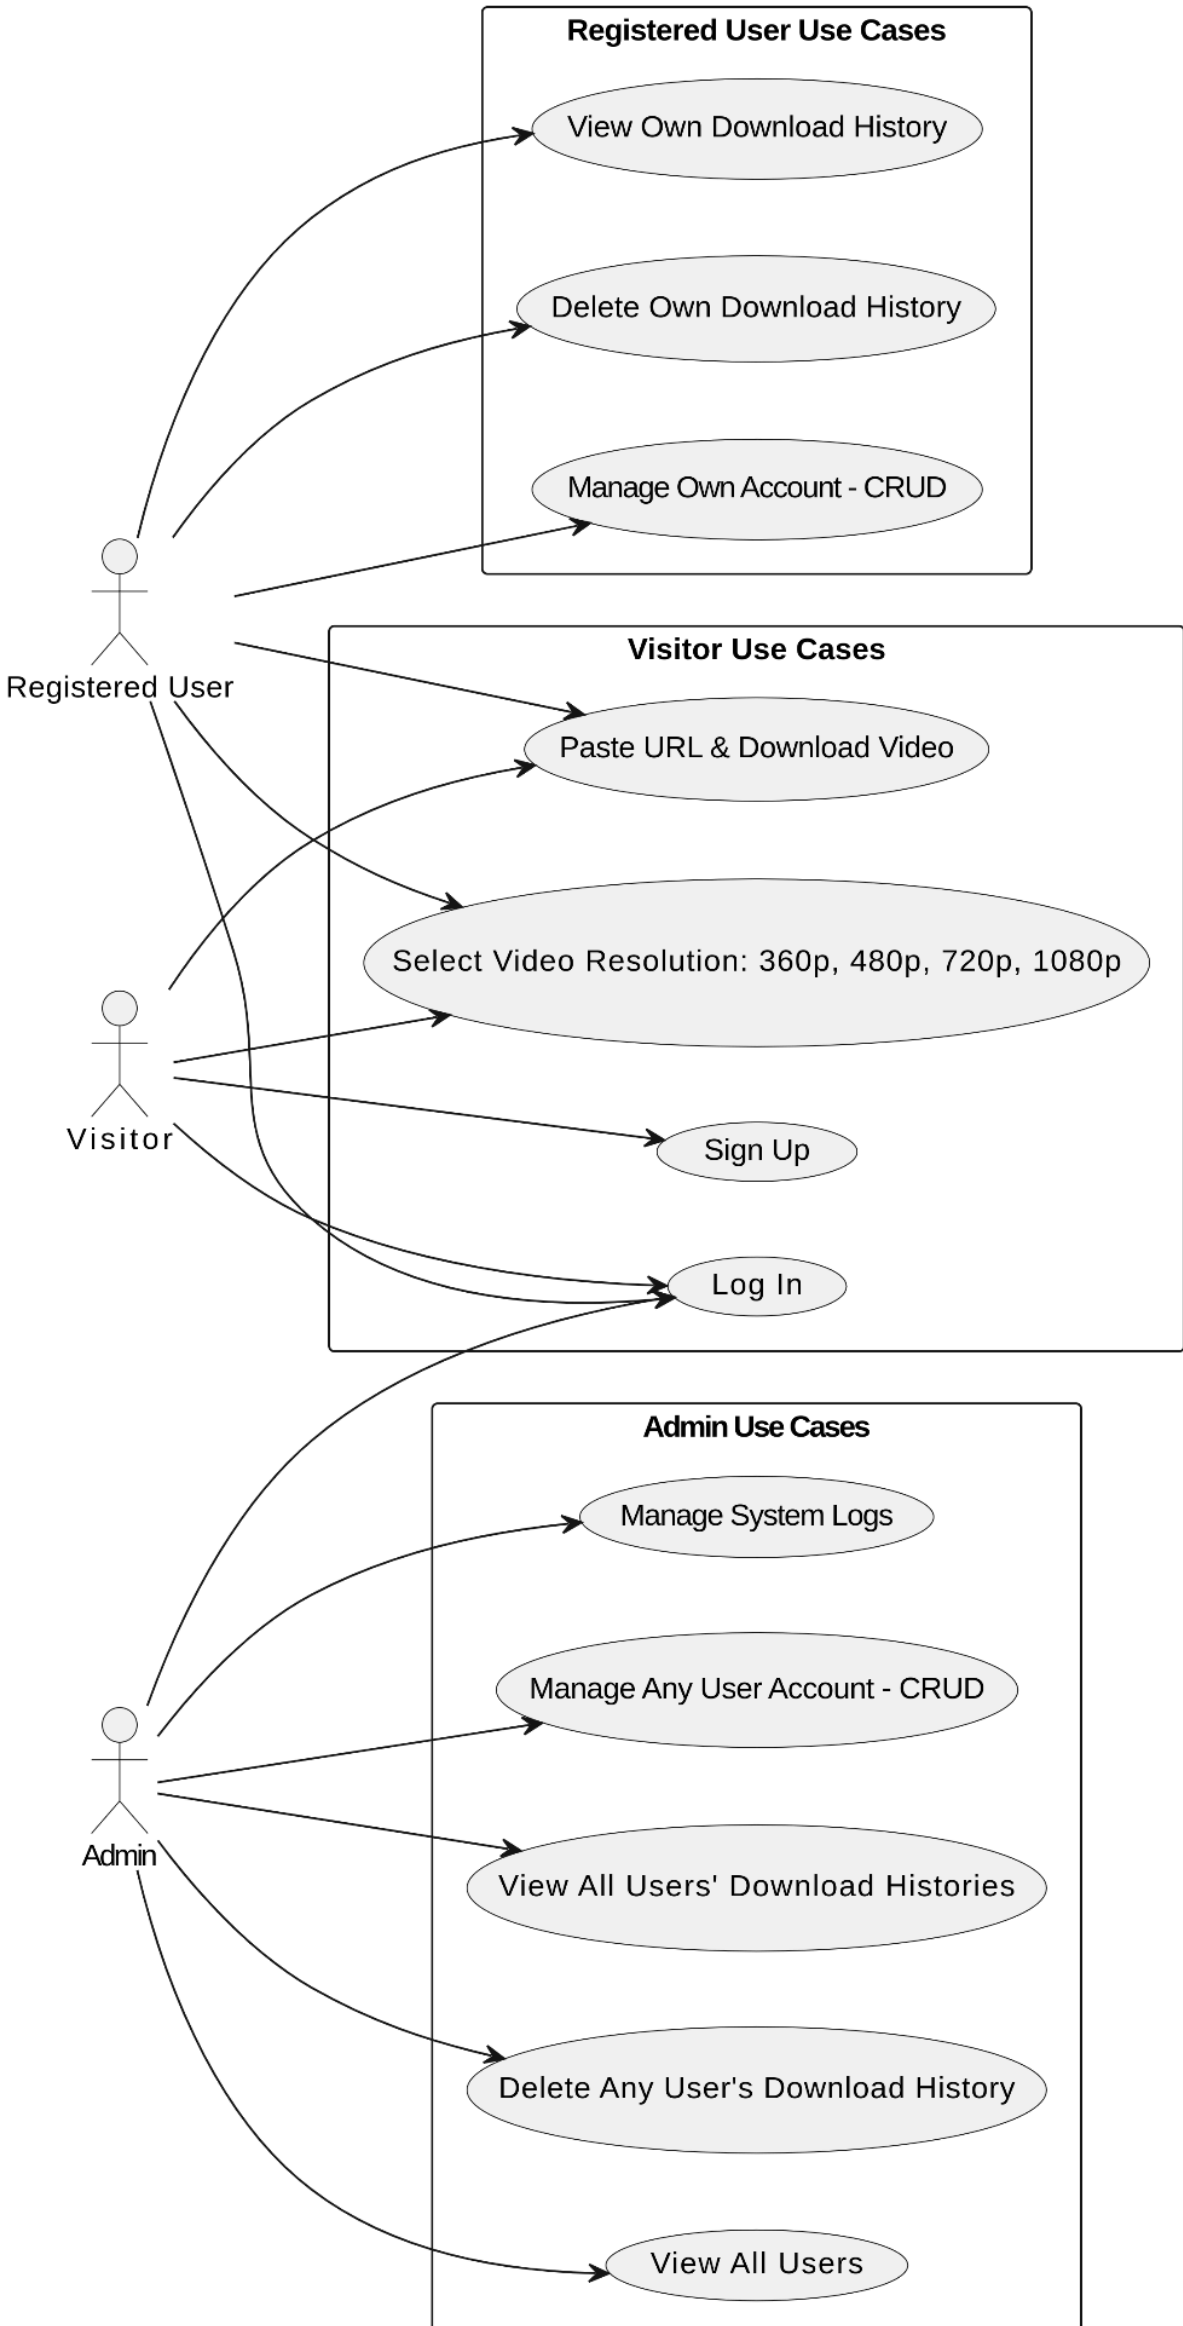 Registered User Use Cases
View Own Download History
Delete Own Download History
Manage Own Account - CRUD
Registered User
Visitor Use Cases
Paste URL & Download Video
Select Video Resolution: 360p, 480p, 720p, 1080p
Visitor
Sign Up
Log In
Admin Use Cases
Manage System Logs
Manage Any User Account - CRUD
Admin
View All Users' Download Histories
Delete Any User's Download History
View All Users